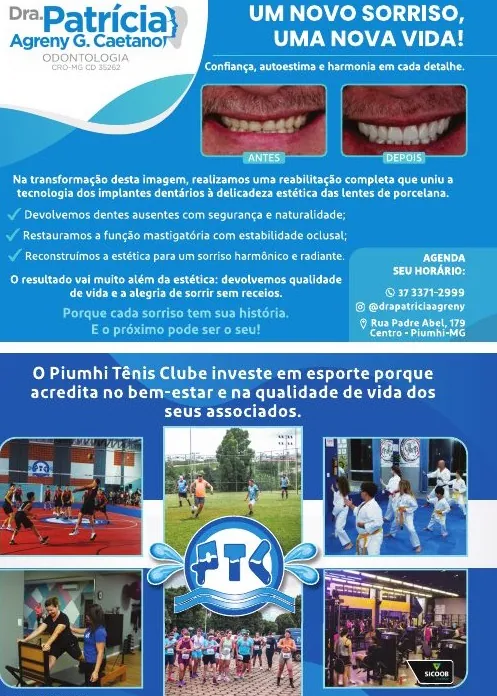 Dra. Patrícia
Agreny G. Caetano
ODONTOLOGIA
CRO-MG CD 35262
UM NOVO SORRISO,
UMA NOVA VIDA!
Confiança, autoestima e harmonia em cada detalhe.
ANTES
DEPOIS
Na transformação desta imagem, realizamos uma reabilitação completa que uniu a
tecnologia dos implantes dentários à delicadeza estética das lentes de porcelana.
Devolvemos dentes ausentes com segurança e naturalidade;
Restauramos a função mastigatória com estabilidade oclusal;
Reconstruímos a estética para um sorriso harmônico e radiante.
O resultado vai muito além da estética: devolvemos qualidade
de vida e a alegria de sorrir sem receios.
Porque cada sorriso tem sua história.
E o próximo pode ser o seu!
AGENDA
SEU HORÁRIO:
37 3371-2999
@drapatriciaagreny
Rua Padre Abel, 179
Centro - Piumhi-MG
O Piumhi Tênis Clube investe em esporte porque
acredita no bem-estar e na qualidade de vida dos
seus associados.
PTC
PTC
SICOOB